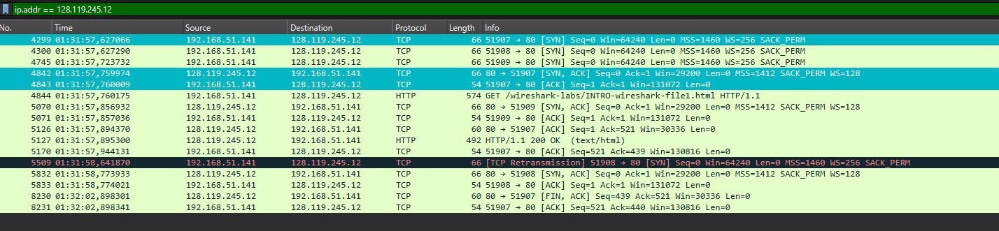 ip.addr == 128.119.245.12
No. Time Source Destination Protocol Length Info
4299 01:31:57,627066 192.168.51.141 128.119.245.12 TCP 66 51907 → 80 [SYN] Seq=0 Win=64240 Len=0 MSS=1460 WS=256 SACK_PERM
4300 01:31:57,627290 192.168.51.141 128.119.245.12 TCP 66 51908 → 80 [SYN] Seq=0 Win=64240 Len=0 MSS=1460 WS=256 SACK_PERM
4745 01:31:57,723732 192.168.51.141 128.119.245.12 TCP 66 51909 → 80 [SYN] Seq=0 Win=64240 Len=0 MSS=1460 WS=256 SACK_PERM
4842 01:31:57,759974 128.119.245.12 192.168.51.141 TCP 66 80 → 51907 [SYN, ACK] Seq=0 Ack=1 Win=29200 Len=0 MSS=1412 SACK_PERM WS=128
4843 01:31:57,760009 192.168.51.141 128.119.245.12 TCP 54 51907 → 80 [ACK] Seq=1 Ack=1 Win=131072 Len=0
4844 01:31:57,760175 192.168.51.141 128.119.245.12 HTTP 574 GET /wireshark-labs/INTRO-wireshark-file1.html HTTP/1.1
5070 01:31:57,856932 128.119.245.12 192.168.51.141 TCP 66 80 → 51909 [SYN, ACK] Seq=0 Ack=1 Win=29200 Len=0 MSS=1412 SACK_PERM WS=128
5071 01:31:57,857036 192.168.51.141 128.119.245.12 TCP 54 51909 → 80 [ACK] Seq=1 Ack=1 Win=131072 Len=0
5126 01:31:57,894370 128.119.245.12 192.168.51.141 TCP 60 80 → 51907 [ACK] Seq=1 Ack=521 Win=30336 Len=0
5127 01:31:57,895300 128.119.245.12 192.168.51.141 HTTP 492 HTTP/1.1 200 OK (text/html)
5170 01:31:57,944131 192.168.51.141 128.119.245.12 TCP 54 51907 → 80 [ACK] Seq=521 Ack=439 Win=130816 Len=0
5509 01:31:58,641870 192.168.51.141 128.119.245.12 TCP 66 [TCP Retransmission] 51908 → 80 [SYN] Seq=0 Win=64240 Len=0 MSS=1460 WS=256 SACK_PERM
5832 01:31:58,773933 128.119.245.12 192.168.51.141 TCP 66 80 → 51908 [SYN, ACK] Seq=0 Ack=1 Win=29200 Len=0 MSS=1412 SACK_PERM WS=128
5833 01:31:58,774021 192.168.51.141 128.119.245.12 TCP 54 51908 → 80 [ACK] Seq=1 Ack=1 Win=131072 Len=0
8230 01:32:02,898301 128.119.245.12 192.168.51.141 TCP 60 80 → 51907 [FIN, ACK] Seq=439 Ack=521 Win=30336 Len=0
8231 01:32:02,898341 192.168.51.141 128.119.245.12 TCP 54 51907 → 80 [ACK] Seq=521 Ack=440 Win=130816 Len=0